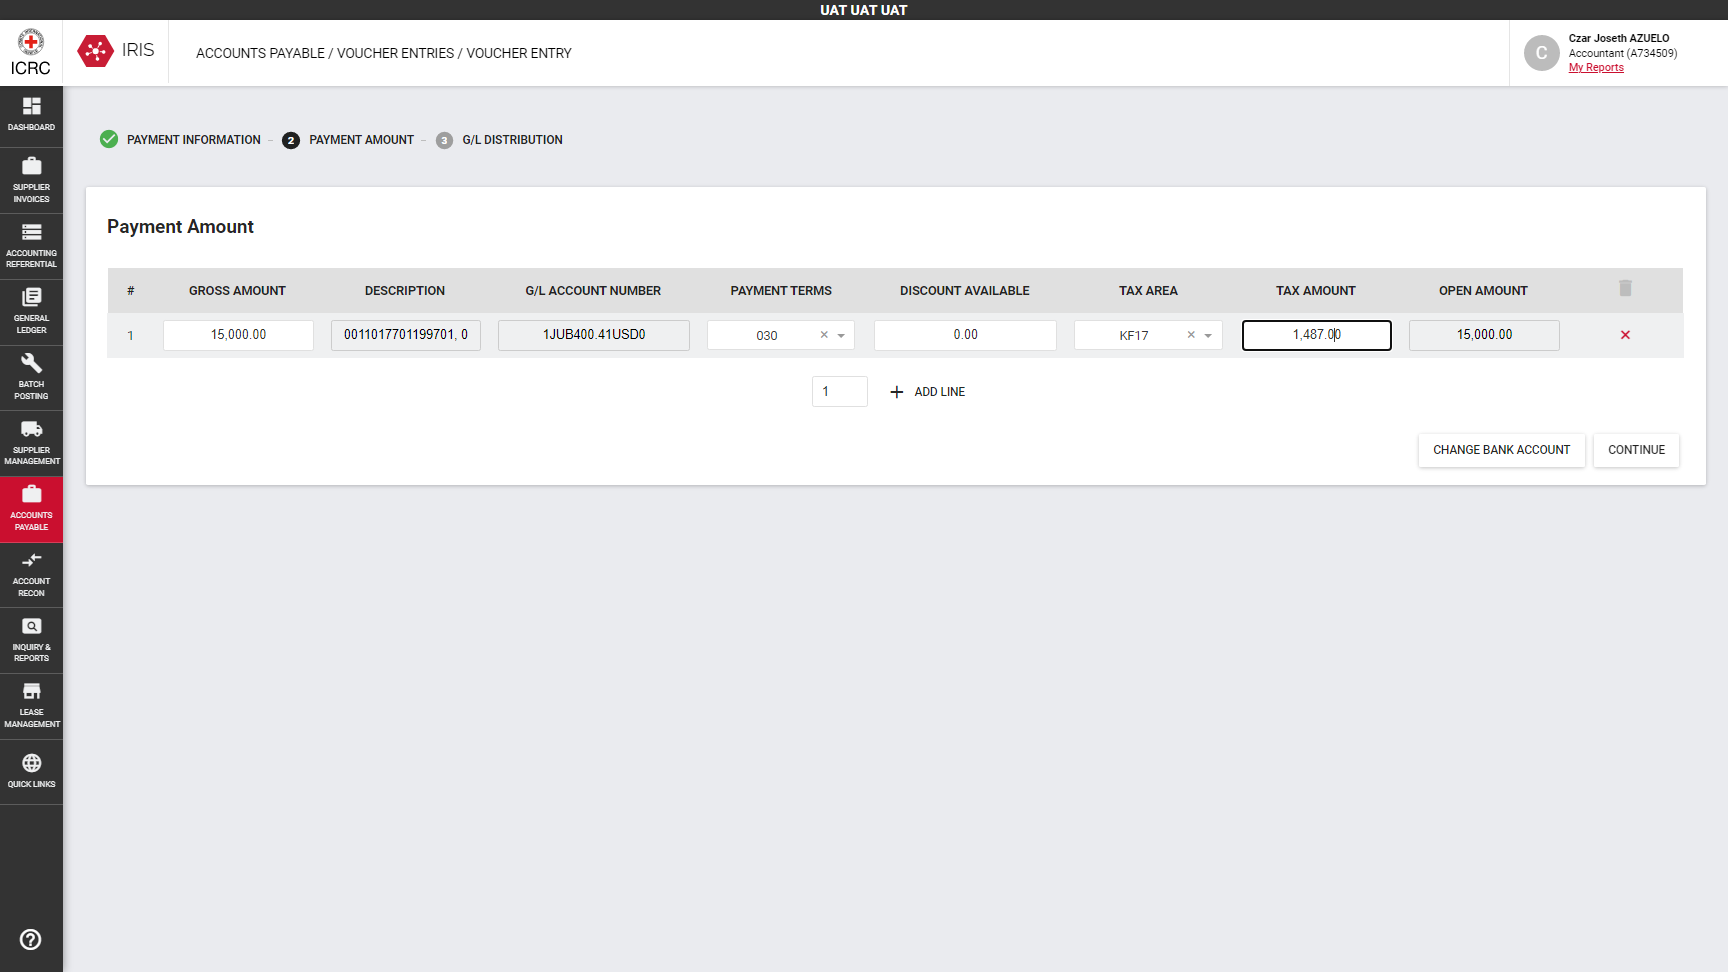 UAT UAT UAT
ICRC
IRIS
ACCOUNTS PAYABLE / VOUCHER ENTRIES / VOUCHER ENTRY
C
Czar Joseth AZUELO
Accountant (A734509)
My Reports
DASHBOARD
SUPPLIER
INVOICES
ACCOUNTING
REFERENTIAL
GENERAL
LEDGER
BATCH
POSTING
SUPPLIER
MANAGEMENT
ACCOUNTS
PAYABLE
ACCOUNT
RECON
INQUIRY &
REPORTS
LEASE
MANAGEMENT
QUICK LINKS
PAYMENT INFORMATION – 2 PAYMENT AMOUNT – 3 G/L DISTRIBUTION
Payment Amount
# GROSS AMOUNT DESCRIPTION G/L ACCOUNT NUMBER PAYMENT TERMS DISCOUNT AVAILABLE TAX AREA TAX AMOUNT OPEN AMOUNT
1 15,000.00 0011017701199701, 0 1JUB400.41USD0 030 0.00 KF17 1,487.00 15,000.00
1 + ADD LINE
CHANGE BANK ACCOUNT CONTINUE